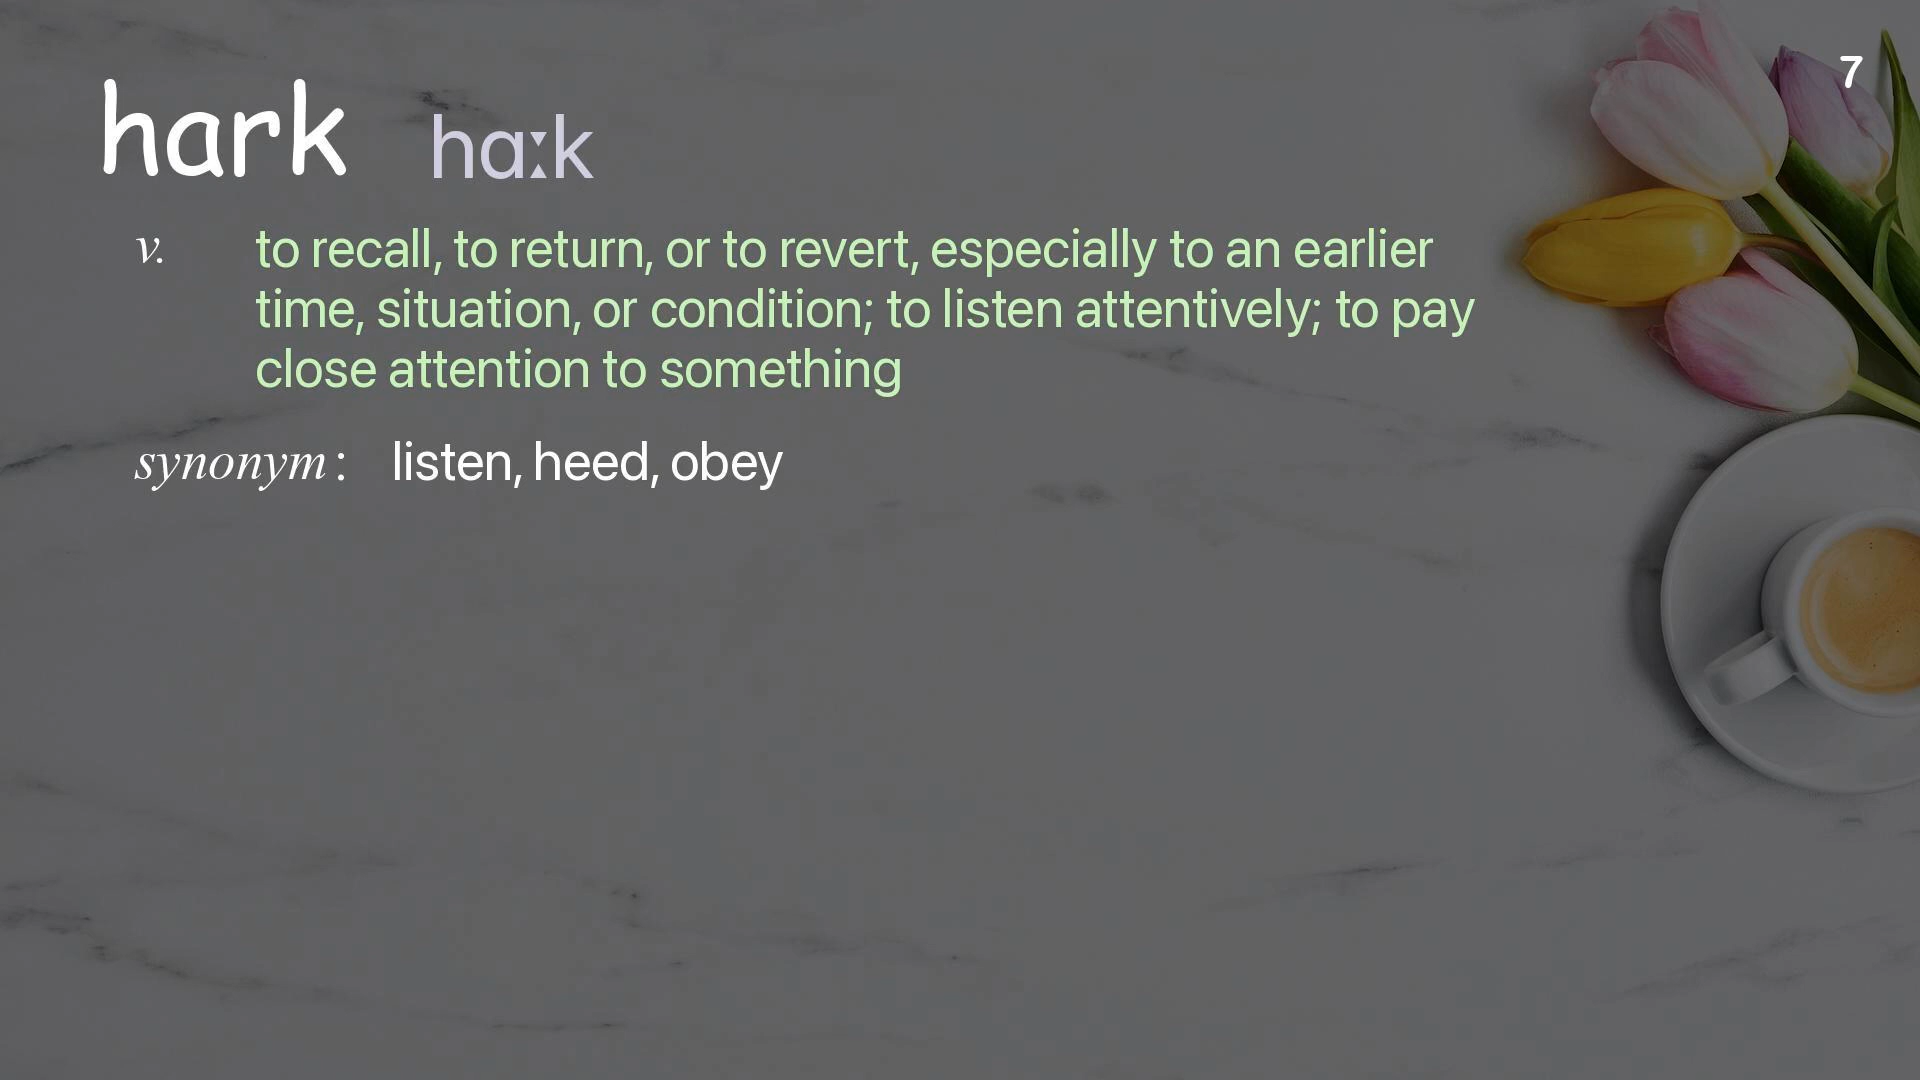 7
hark hɑːk
v. to recall, to return, or to revert, especially to an earlier
time, situation, or condition; to listen attentively; to pay
close attention to something
synonym : listen, heed, obey